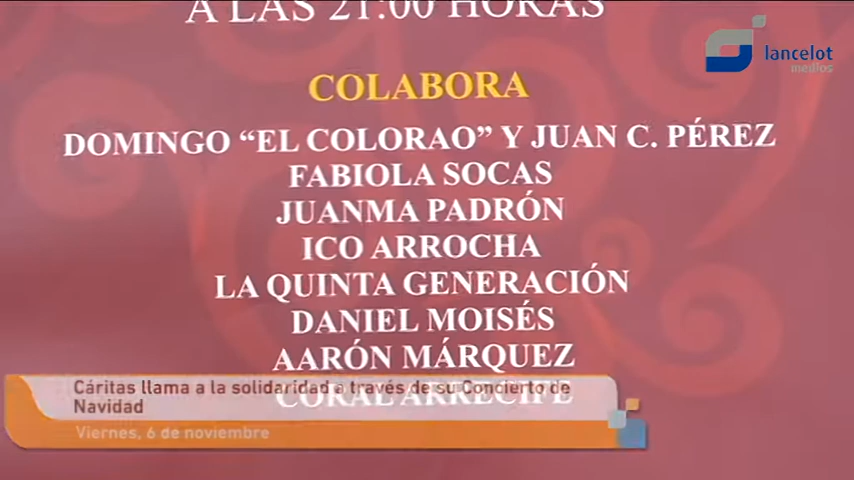 A LAS 21:00 HORAS
lancelot
medios
COLABORA
DOMINGO “EL COLORAO” Y JUAN C. PÉREZ
FABIOLA SOCAS
JUANMA PADRÓN
ICO ARROCHA
LA QUINTA GENERACIÓN
DANIEL MOISÉS
AARÓN MÁRQUEZ
CORAL ARRECIFE
Cáritas llama a la solidaridad a través de su Concierto de
Navidad
Viernes, 6 de noviembre